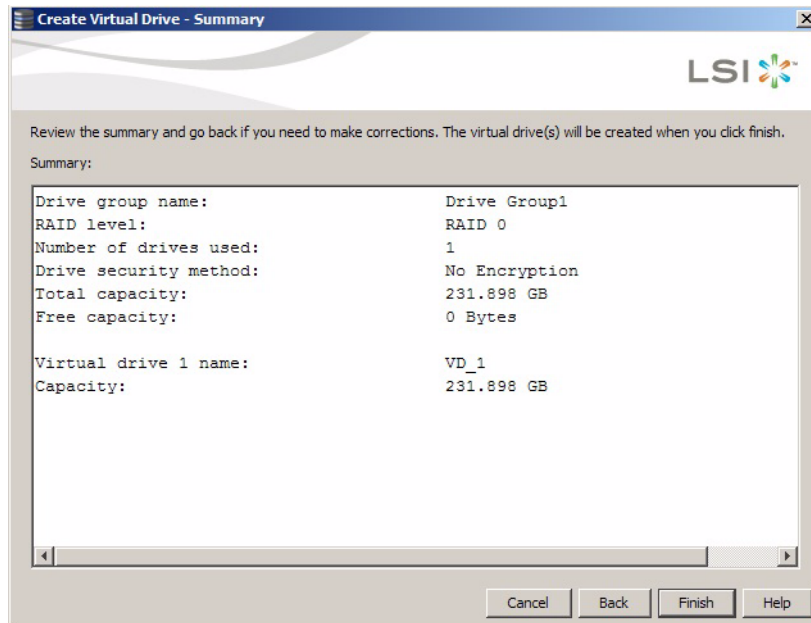 Create Virtual Drive - Summary
LSI
Review the summary and go back if you need to make corrections. The virtual drive(s) will be created when you click finish.
Summary:
Drive group name: Drive Group1
RAID level: RAID 0
Number of drives used: 1
Drive security method: No Encryption
Total capacity: 231.898 GB
Free capacity: 0 Bytes
Virtual drive 1 name: VD_1
Capacity: 231.898 GB
Cancel Back Finish Help